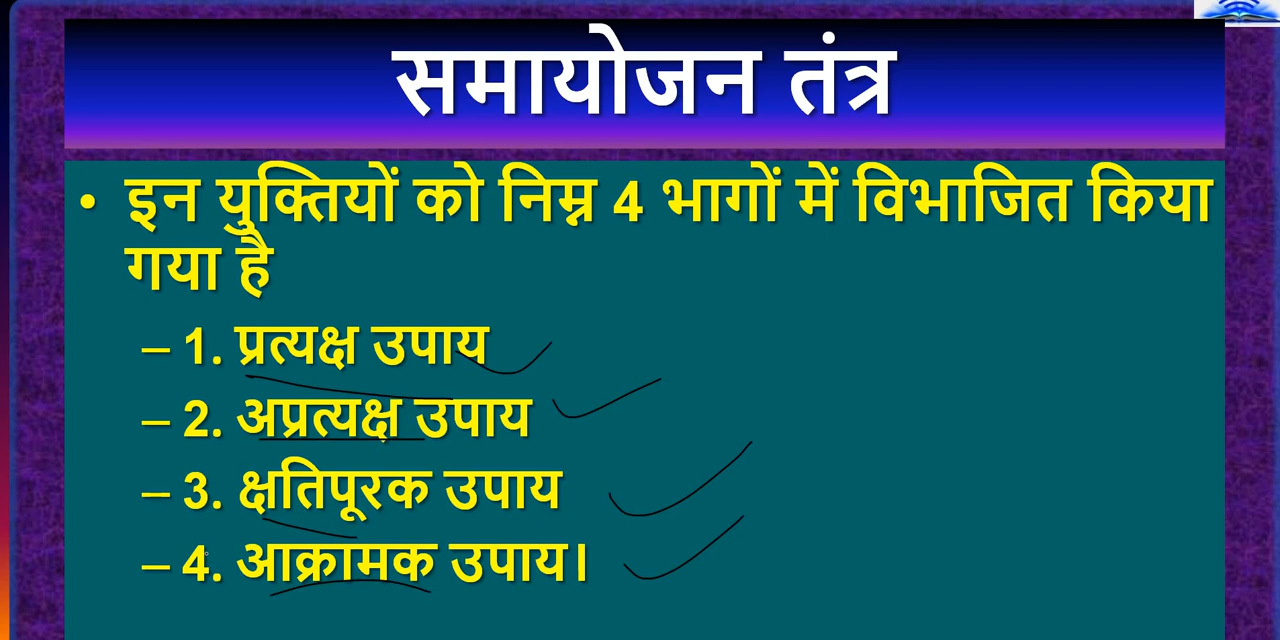 समायोजन तंत्र
• इन युक्तियों को निम्न 4 भागों में विभाजित किया
गया है
– 1. प्रत्यक्ष उपाय
– 2. अप्रत्यक्ष उपाय
– 3. क्षतिपूरक उपाय
– 4. आक्रामक उपाय।